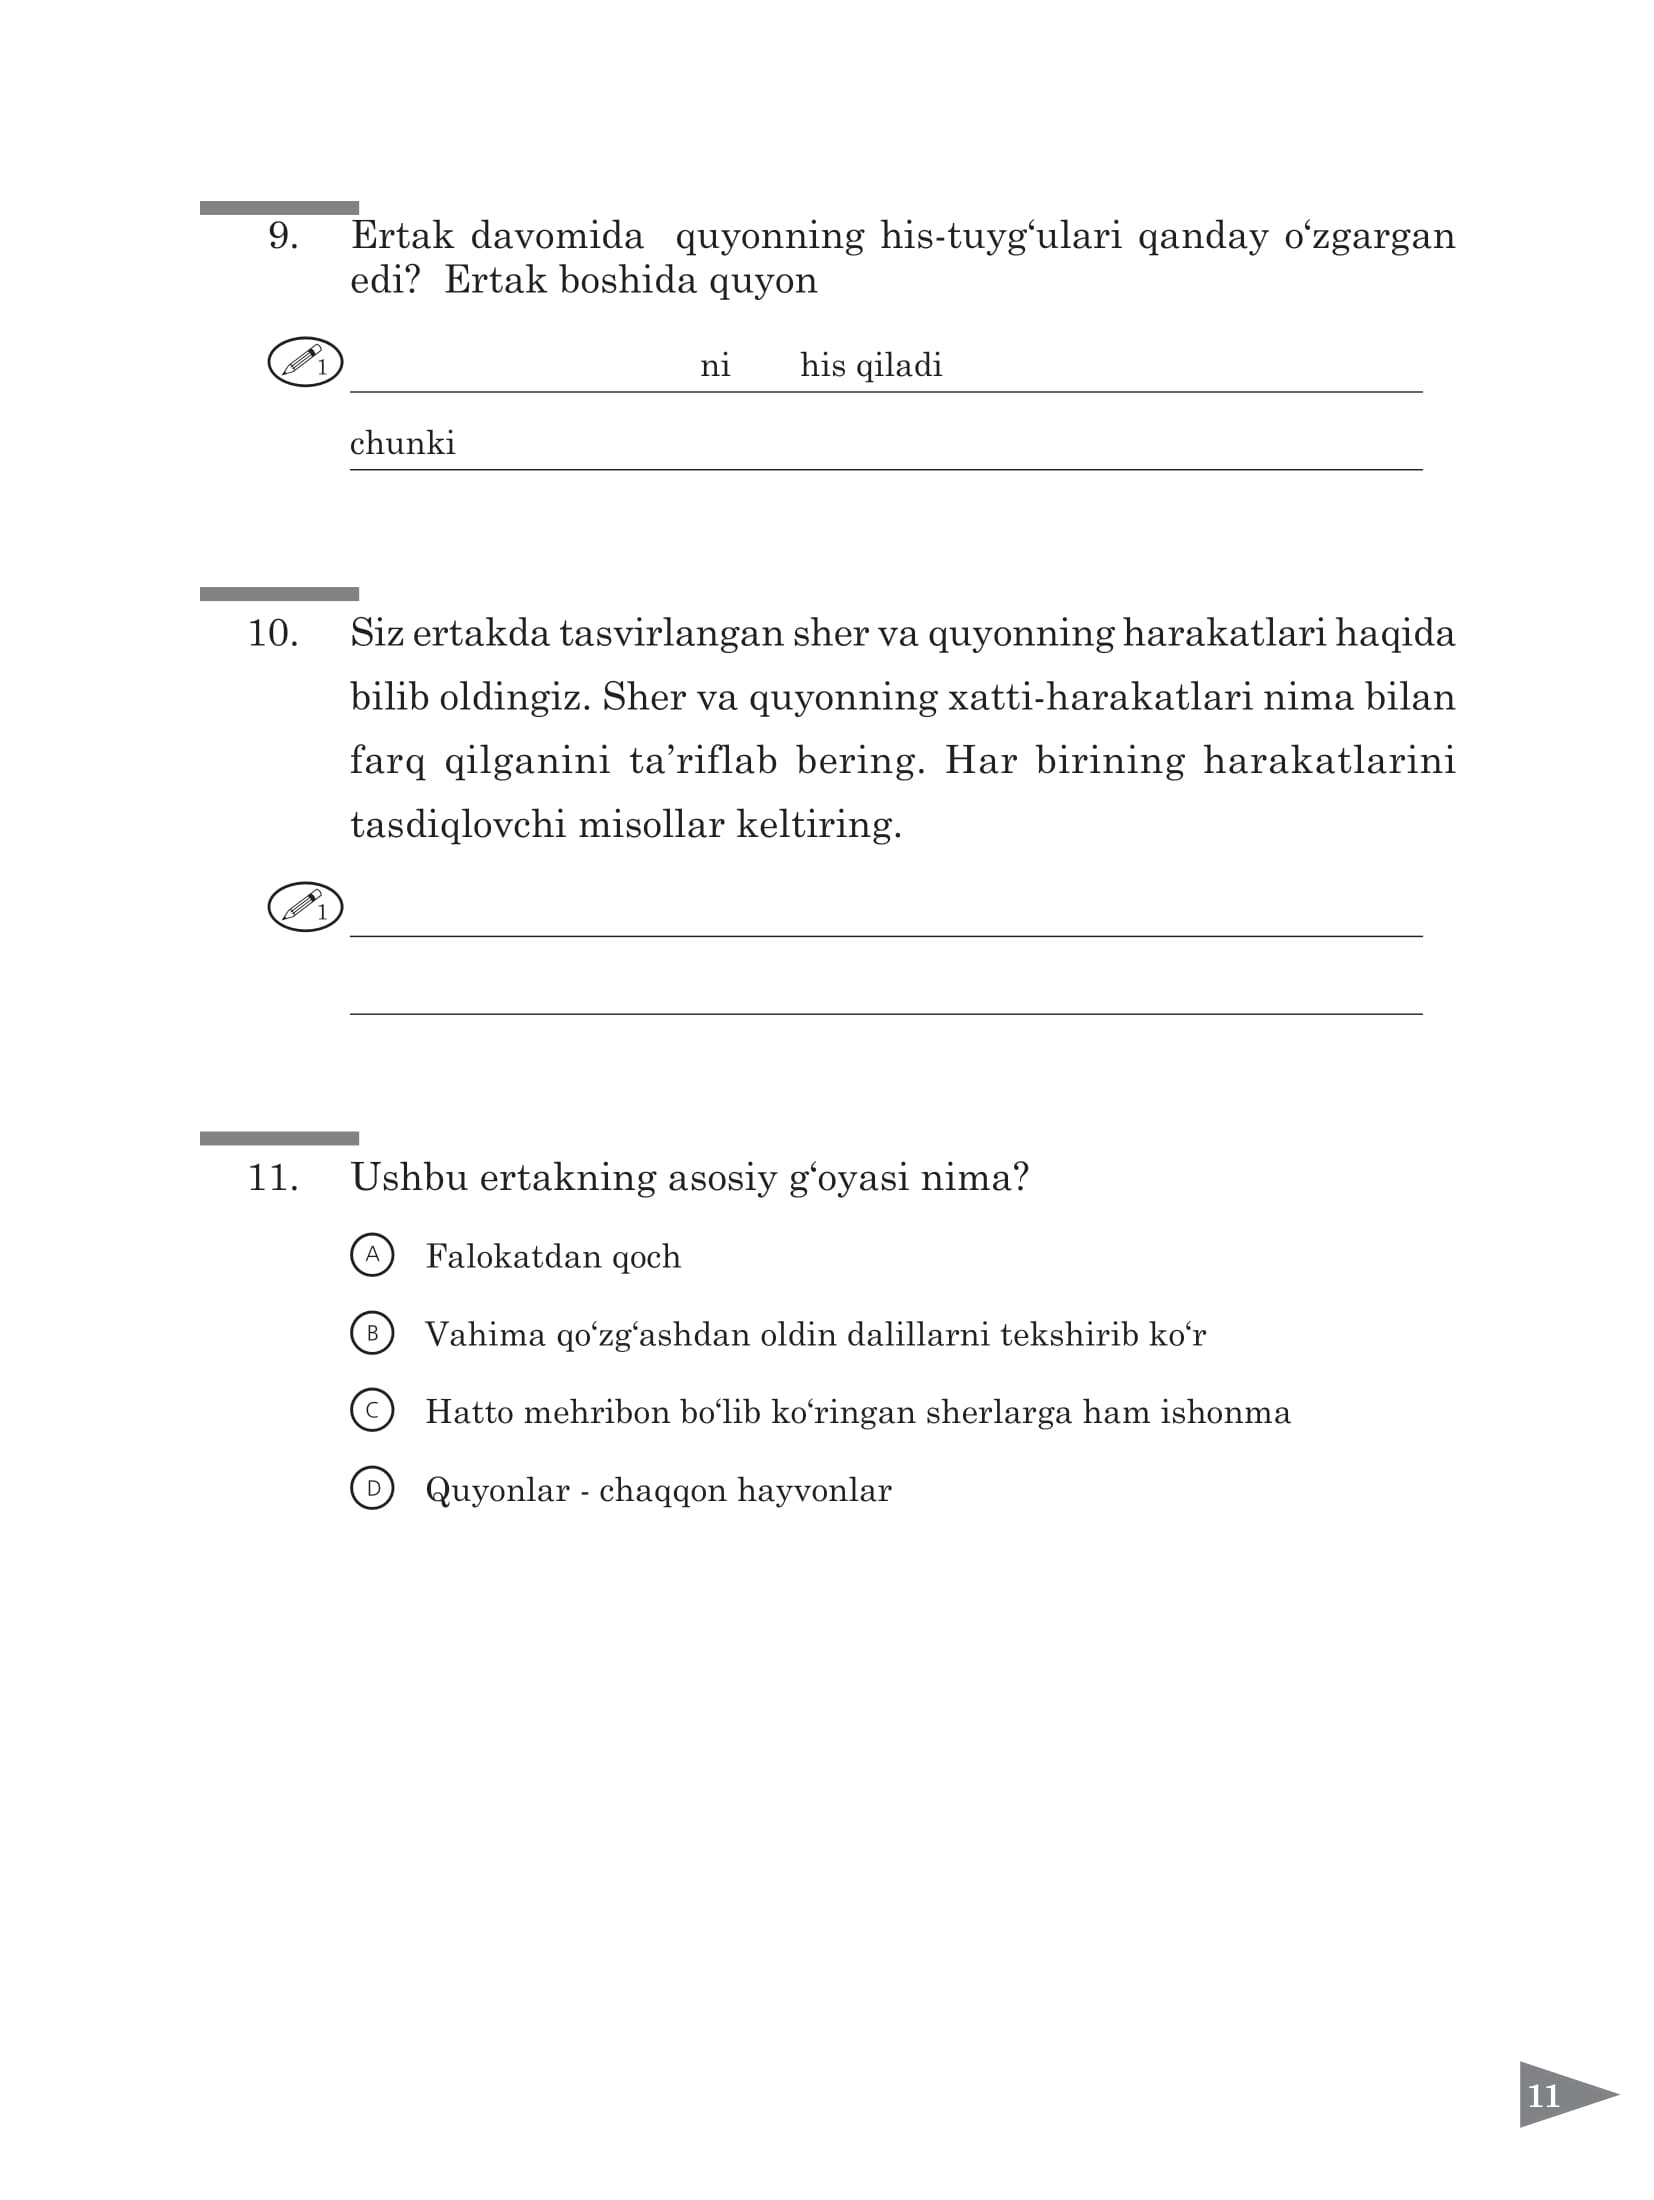 9. Ertak davomida quyonning his-tuyg‘ulari qanday o‘zgargan
edi? Ertak boshida quyon
1 ni his qiladi
chunki
10. Siz ertakda tasvirlangan sher va quyonning harakatlari haqida
bilib oldingiz. Sher va quyonning xatti-harakatlari nima bilan
farq qilganini ta’riflab bering. Har birining harakatlarini
tasdiqlovchi misollar keltiring.
1
11. Ushbu ertakning asosiy g‘oyasi nima?
A Falokatdan qoch
B Vahima qo‘zg‘ashdan oldin dalillarni tekshirib ko‘r
C Hatto mehribon bo‘lib ko‘ringan sherlarga ham ishonma
D Quyonlar - chaqqon hayvonlar
11